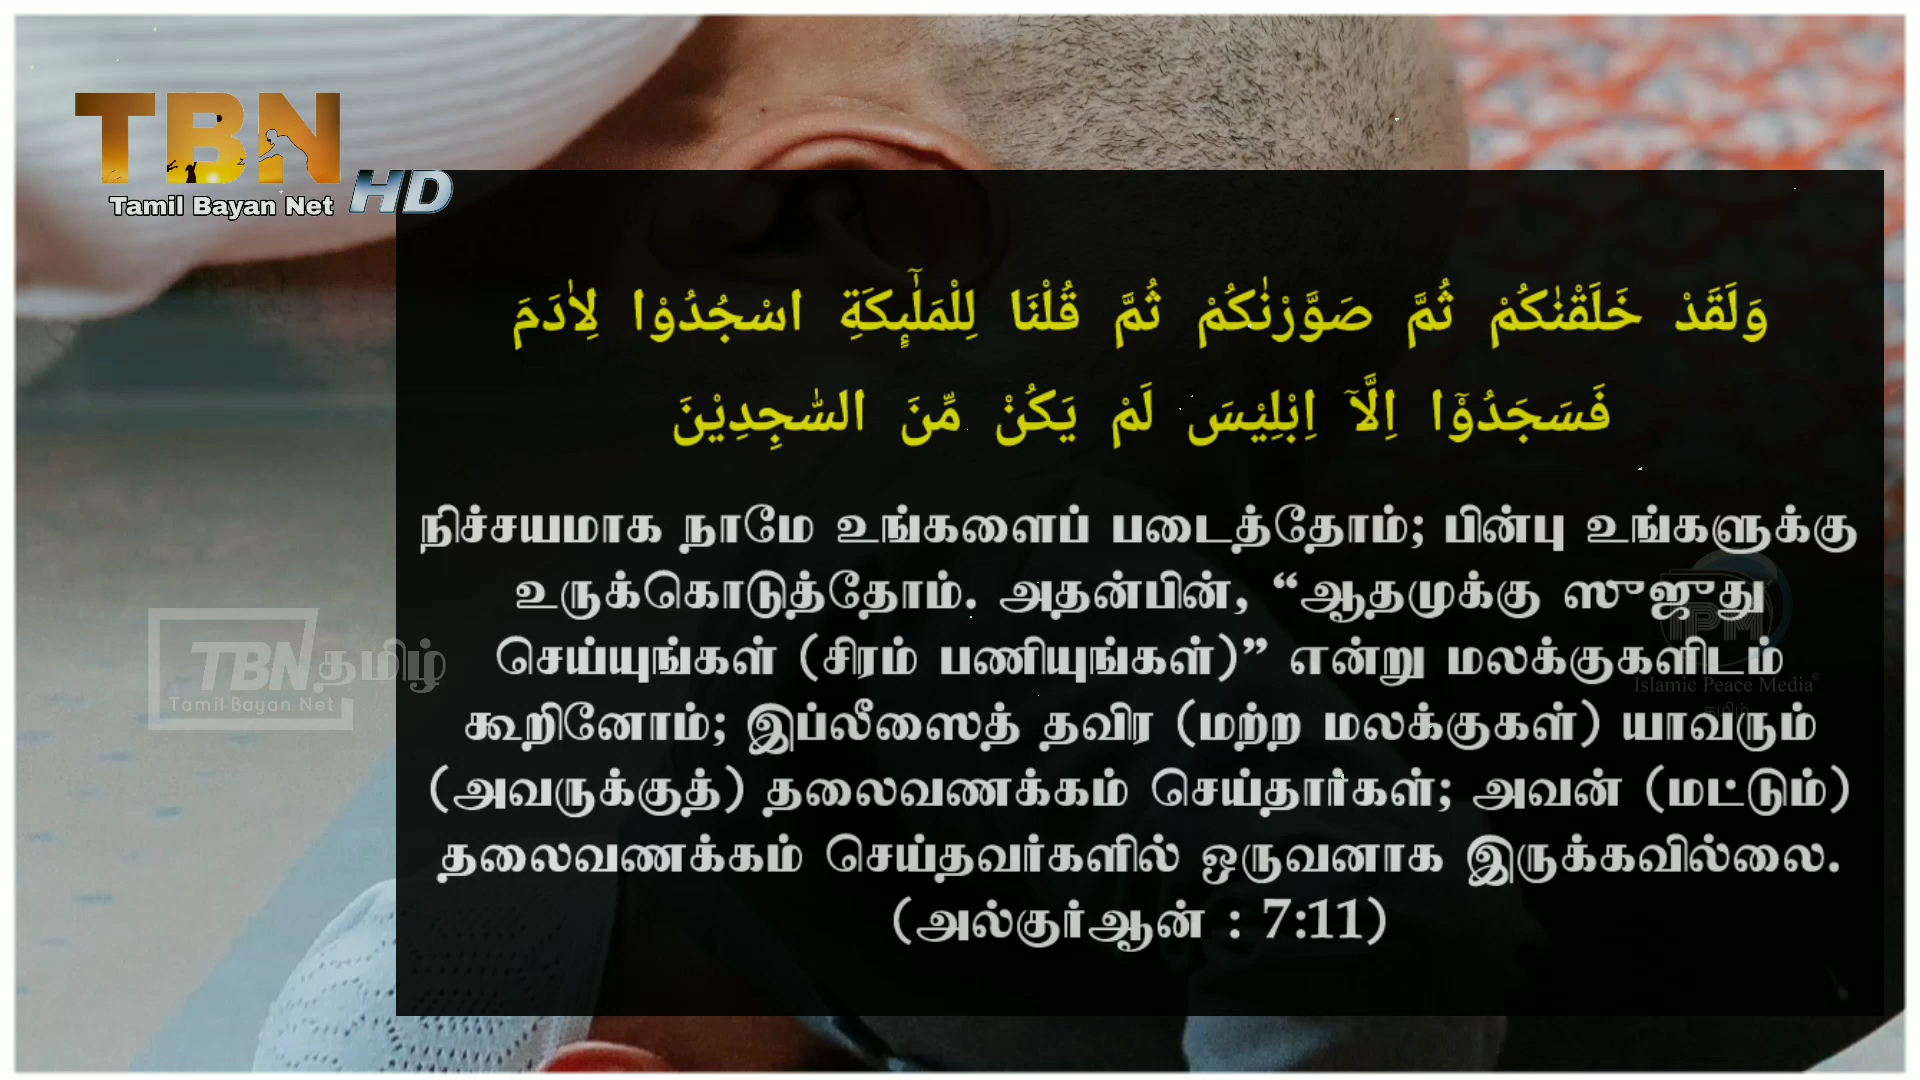 TBN HD
Tamil Bayan Net
وَلَقَدْ خَلَقْنٰكُمْ ثُمَّ صَوَّرْنٰكُمْ ثُمَّ قُلْنَا لِلْمَلٰٓٮِٕكَةِ اسْجُدُوْا لِاٰدَمَ
فَسَجَدُوْۤا اِلَّاۤ اِبْلِيْسَ لَمْ يَكُنْ مِّنَ السّٰجِدِيْنَ
நிச்சயமாக நாமே உங்களைப் படைத்தோம்; பின்பு உங்களுக்கு
உருக்கொடுத்தோம். அதன்பின், “ஆதமுக்கு ஸுஜுது
செய்யுங்கள் (சிரம் பணியுங்கள்)” என்று மலக்குகளிடம்
கூறினோம்; இப்லீஸைத் தவிர (மற்ற மலக்குகள்) யாவரும்
(அவருக்குத்) தலைவணக்கம் செய்தார்கள்; அவன் (மட்டும்)
தலைவணக்கம் செய்தவர்களில் ஒருவனாக இருக்கவில்லை.
(அல்குர்ஆன் : 7:11)
TBN தமிழ்
Tamil Bayan Net
IPM
Islamic Peace Media®
தமிழ்